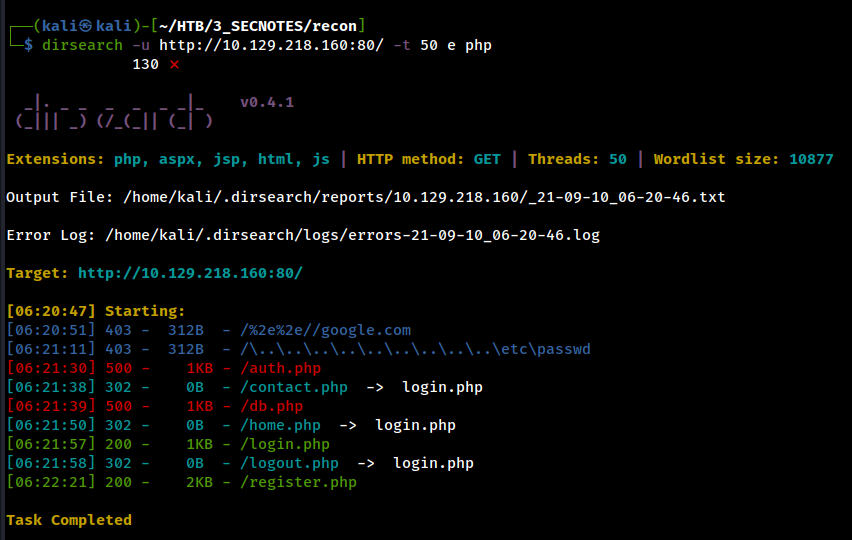 ┌──(kali㉿kali)-[~/HTB/3_SECNOTES/recon]
└─$ dirsearch -u http://10.129.218.160:80/ -t 50 e php
130 ⨯
_|. _ _  _  _  _ _|_    v0.4.1
(_||| _) (/_(_|| (_| )
Extensions: php, aspx, jsp, html, js | HTTP method: GET | Threads: 50 | Wordlist size: 10877
Output File: /home/kali/.dirsearch/reports/10.129.218.160/_21-09-10_06-20-46.txt
Error Log: /home/kali/.dirsearch/logs/errors-21-09-10_06-20-46.log
Target: http://10.129.218.160:80/
[06:20:47] Starting:
[06:20:51] 403 -  312B  - /%2e%2e//google.com
[06:21:11] 403 -  312B  - /\..\..\..\..\..\..\..\..\..\etc\passwd
[06:21:30] 500 -    1KB - /auth.php
[06:21:38] 302 -    0B  - /contact.php  ->  login.php
[06:21:39] 500 -    1KB - /db.php
[06:21:50] 302 -    0B  - /home.php  ->  login.php
[06:21:57] 200 -    1KB - /login.php
[06:21:58] 302 -    0B  - /logout.php  ->  login.php
[06:22:21] 200 -    2KB - /register.php
Task Completed